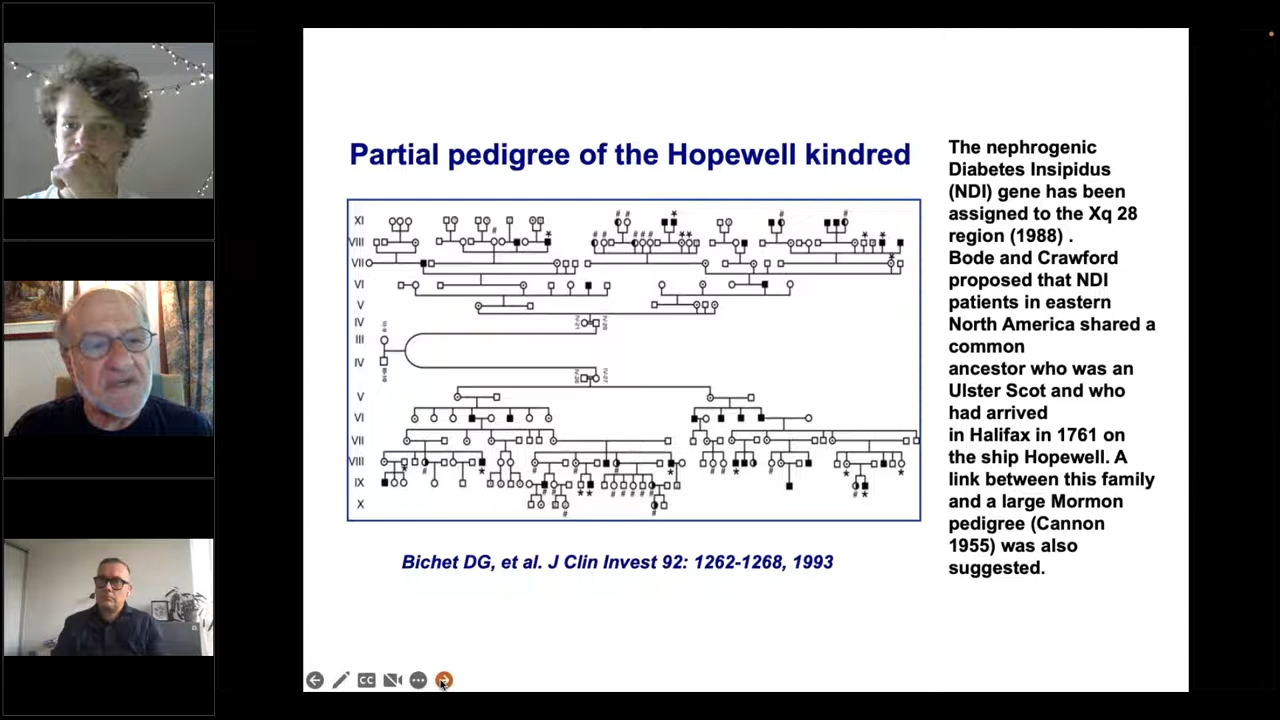 Partial pedigree of the Hopewell kindred
XI
VIII
VII
VI
V
IV
III
IV
V
VI
VII
VIII
IX
X
Bichet DG, et al. J Clin Invest 92: 1262-1268, 1993
The nephrogenic
Diabetes Insipidus
(NDI) gene has been
assigned to the Xq 28
region (1988) .
Bode and Crawford
proposed that NDI
patients in eastern
North America shared a
common
ancestor who was an
Ulster Scot and who
had arrived
in Halifax in 1761 on
the ship Hopewell. A
link between this family
and a large Mormon
pedigree (Cannon
1955) was also
suggested.
CC